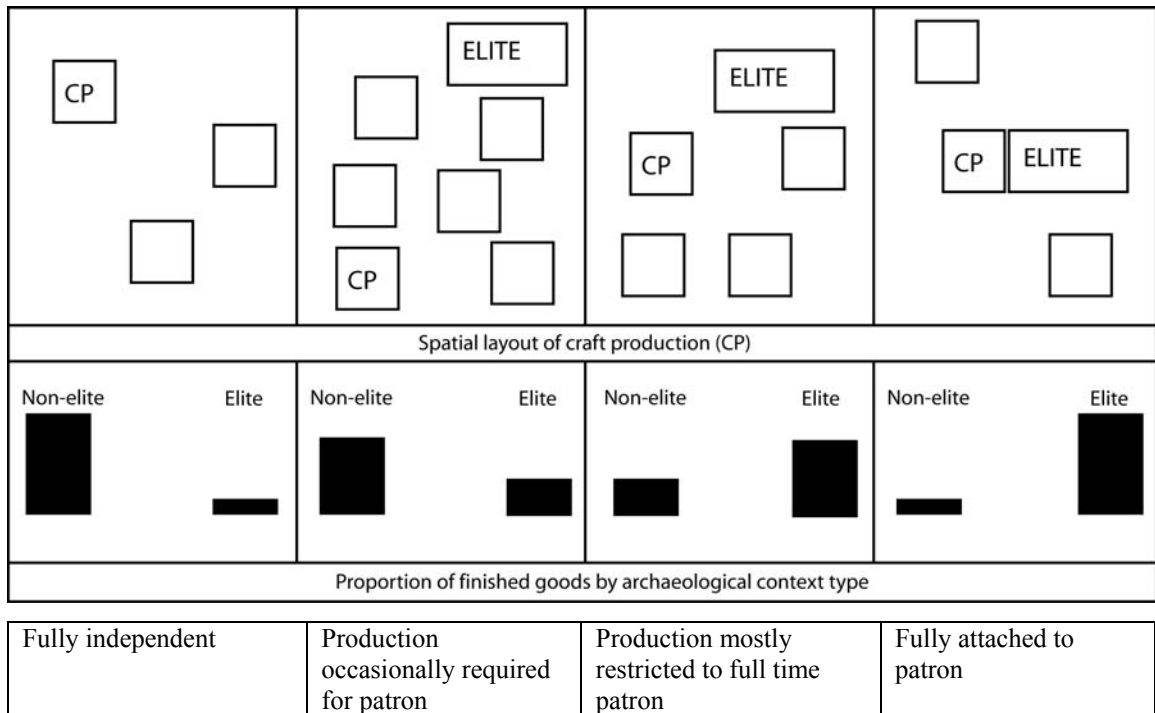 CP
ELITE
CP
ELITE
CP
CP ELITE
Spatial layout of craft production (CP)
Non-elite Elite Non-elite Elite Non-elite Elite Non-elite Elite
Proportion of finished goods by archaeological context type
Fully independent
Production
occasionally required
for patron
Production mostly
restricted to full time
patron
Fully attached to
patron